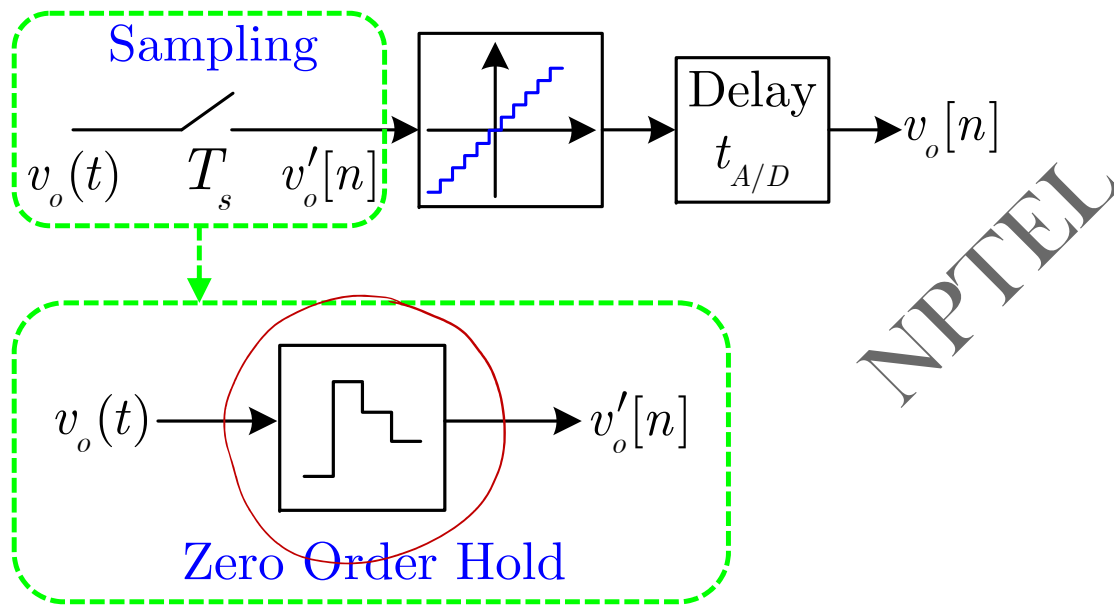 Sampling
v_o(t) T_s v'_o[n]
Delay
t_{A/D}
v_o[n]
NPTEL
v_o(t) v'_o[n]
Zero Order Hold